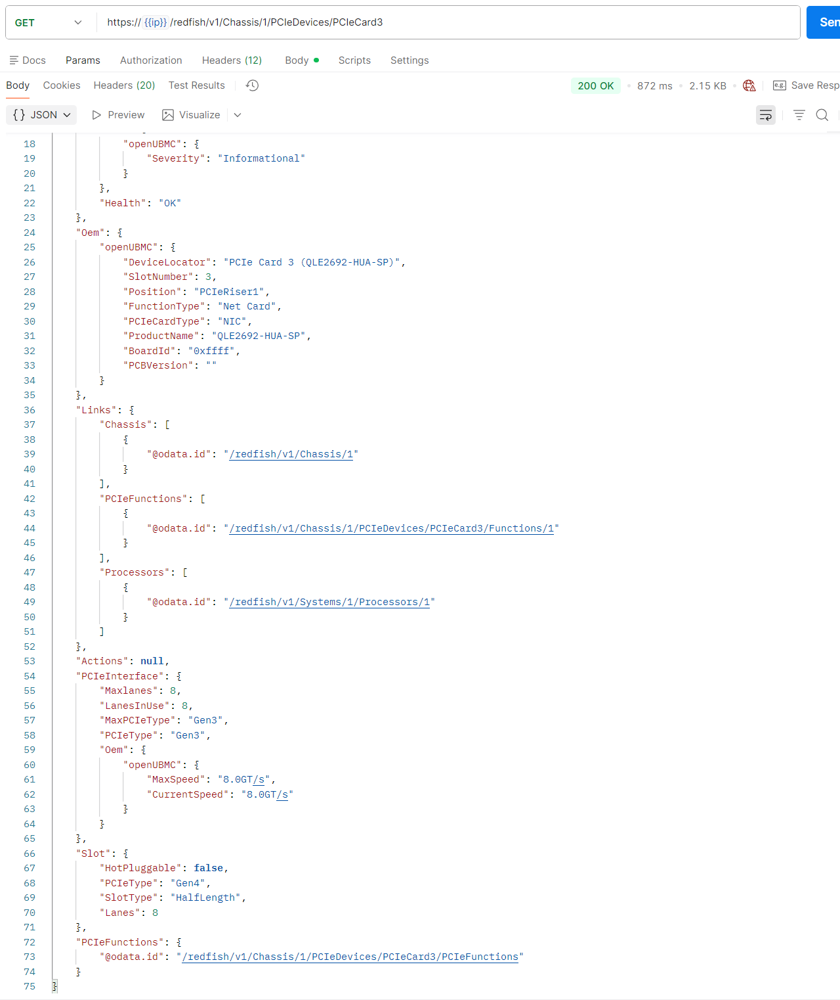 GET https://{{ip}}/redfish/v1/Chassis/1/PCIeDevices/PCIeCard3 Sen
Docs Params Authorization Headers (12) Body Scripts Settings
Body Cookies Headers (20) Test Results 200 OK 872 ms 2.15 KB e.g. Save Resp
{} JSON Preview Visualize
18 "openUBMC": {
19 "Severity": "Informational"
20 }
21 },
22 "Health": "OK"
23 },
24 "Oem": {
25 "openUBMC": {
26 "DeviceLocator": "PCIe Card 3 (QLE2692-HUA-SP)",
27 "SlotNumber": 3,
28 "Position": "PCIeRiser1",
29 "FunctionType": "Net Card",
30 "PCIeCardType": "NIC",
31 "ProductName": "QLE2692-HUA-SP",
32 "BoardId": "0xffff",
33 "PCBVersion": ""
34 }
35 },
36 "Links": {
37 "Chassis": [
38 {
39 "@odata.id": "/redfish/v1/Chassis/1"
40 }
41 ],
42 "PCIeFunctions": [
43 {
44 "@odata.id": "/redfish/v1/Chassis/1/PCIeDevices/PCIeCard3/Functions/1"
45 }
46 ],
47 "Processors": [
48 {
49 "@odata.id": "/redfish/v1/Systems/1/Processors/1"
50 }
51 ]
52 },
53 "Actions": null,
54 "PCIeInterface": {
55 "Maxlanes": 8,
56 "LanesInUse": 8,
57 "MaxPCIeType": "Gen3",
58 "PCIeType": "Gen3",
59 "Oem": {
60 "openUBMC": {
61 "MaxSpeed": "8.0GT/s",
62 "CurrentSpeed": "8.0GT/s"
63 }
64 }
65 },
66 "Slot": {
67 "HotPluggable": false,
68 "PCIeType": "Gen4",
69 "SlotType": "HalfLength",
70 "Lanes": 8
71 },
72 "PCIeFunctions": {
73 "@odata.id": "/redfish/v1/Chassis/1/PCIeDevices/PCIeCard3/PCIeFunctions"
74 }
75 }